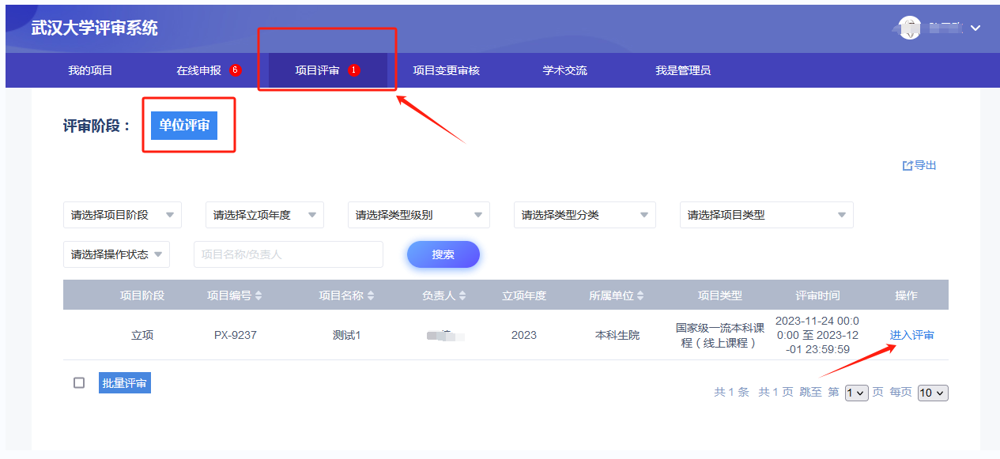 武汉大学评审系统
我的项目 在线申报 6 项目评审 1 项目变更审核 学术交流 我是管理员
评审阶段： 单位评审
导出
请选择项目阶段 请选择立项年度 请选择类型级别 请选择类型分类 请选择项目类型
请选择操作状态 项目名称/负责人 搜索
项目阶段 项目编号 项目名称 负责人 立项年度 所属单位 项目类型 评审时间 操作
立项 PX-9237 测试1 2023 本科生院 国家级一流本科课 2023-11-24 00:0 进入评审
程（线上课程） 0:00 至 2023-12
-01 23:59:59
批量评审
共 1 条 共 1 页 跳至 第 1 页 每页 10